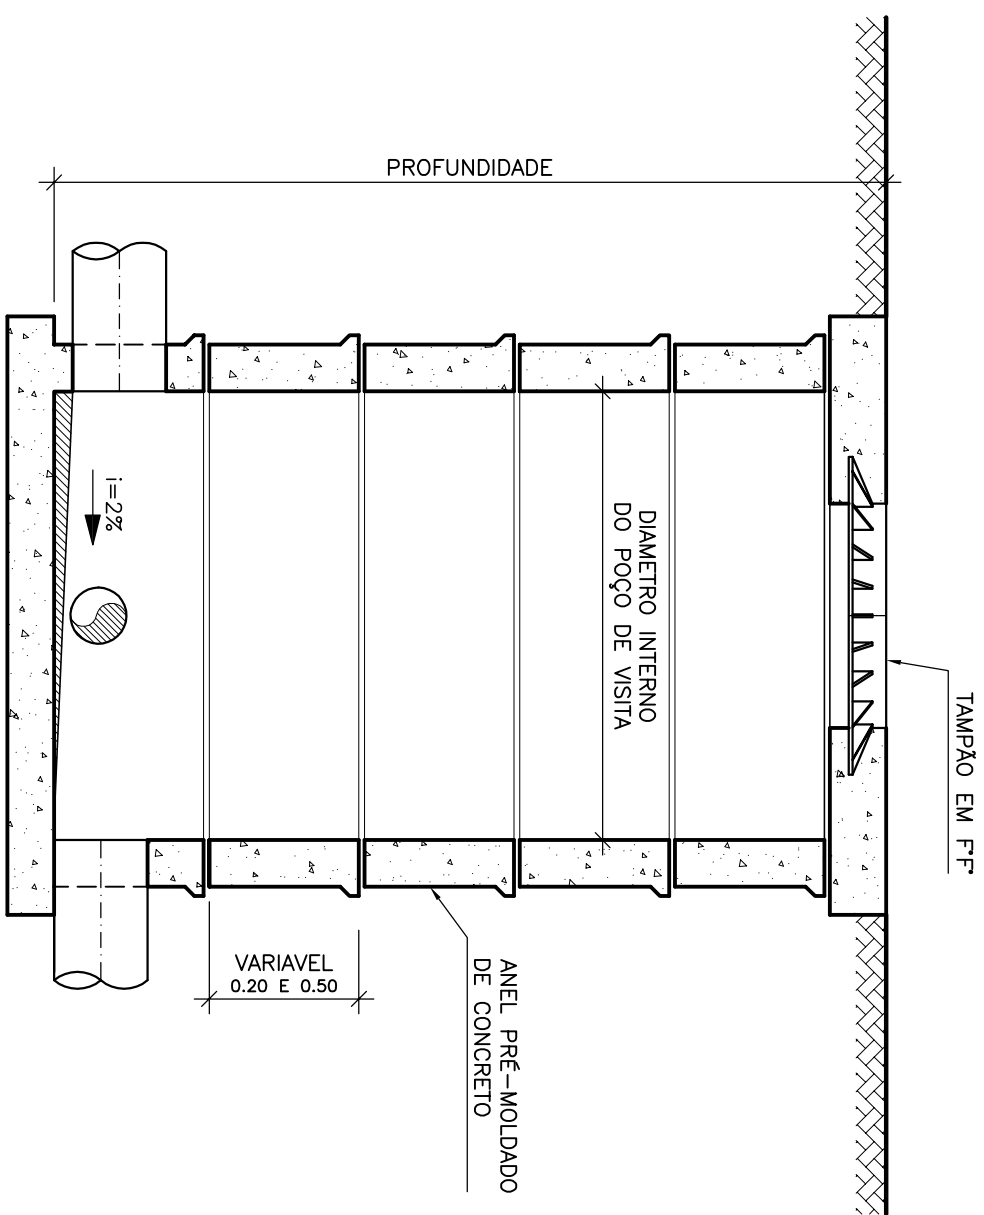 TAMPÃO EM FºFº
PROFUNDIDADE
DIAMETRO INTERNO
DO POÇO DE VISITA
ANEL PRÉ-MOLDADO
DE CONCRETO
VARIAVEL
0.20 E 0.50
i=2%